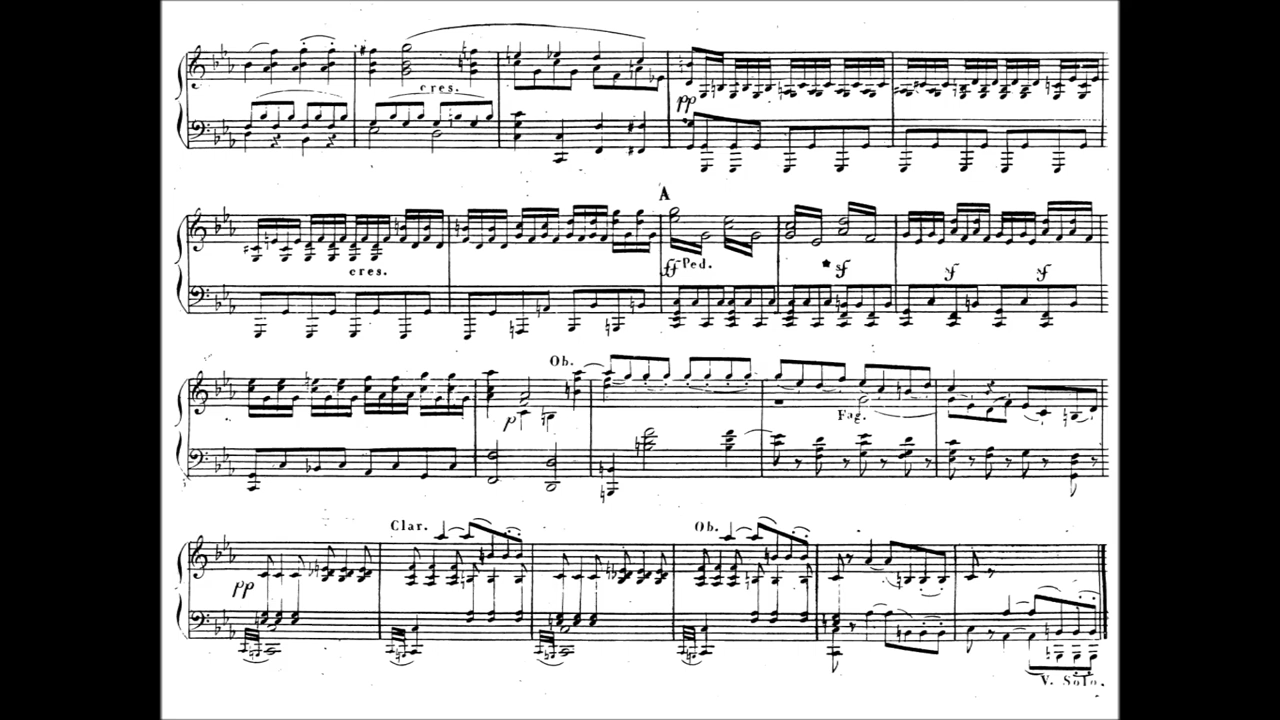 cres.
pp
A
cres.
ff Ped. sf sf sf
Ob.
p
Fag.
Clar. Ob.
pp
V. Solo.